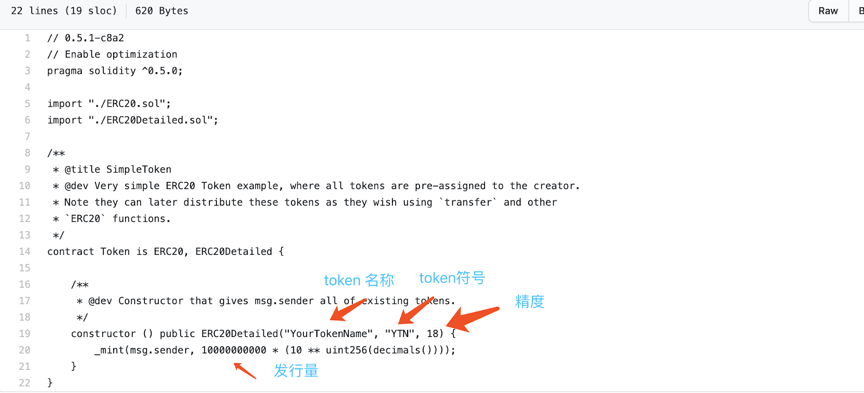 22 lines (19 sloc) 620 Bytes Raw B
1 // 0.5.1-c8a2
2 // Enable optimization
3 pragma solidity ^0.5.0;
4
5 import "./ERC20.sol";
6 import "./ERC20Detailed.sol";
7
8 /**
9 * @title SimpleToken
10 * @dev Very simple ERC20 Token example, where all tokens are pre-assigned to the creator.
11 * Note they can later distribute these tokens as they wish using `transfer` and other
12 * `ERC20` functions.
13 */
14 contract Token is ERC20, ERC20Detailed {
15
token 名称 token符号
16 /**
17 * @dev Constructor that gives msg.sender all of existing tokens.
精度
18 */
19 constructor () public ERC20Detailed("YourTokenName", "YTN", 18) {
20 _mint(msg.sender, 10000000000 * (10 ** uint256(decimals())));
21 }
发行量
22 }